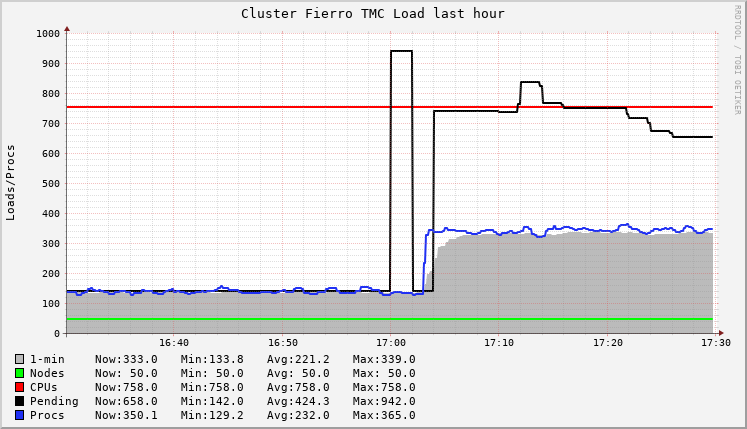 Cluster Fierro TMC Load last hour
RRDTOOL / TOBI OETIKER
Loads/Procs
1000
900
800
700
600
500
400
300
200
100
0
16:40 16:50 17:00 17:10 17:20 17:30
1-min Now:333.0 Min:133.8 Avg:221.2 Max:339.0
Nodes Now: 50.0 Min: 50.0 Avg: 50.0 Max: 50.0
CPUs Now:758.0 Min:758.0 Avg:758.0 Max:758.0
Pending Now:658.0 Min:142.0 Avg:424.3 Max:942.0
Procs Now:350.1 Min:129.2 Avg:232.0 Max:365.0